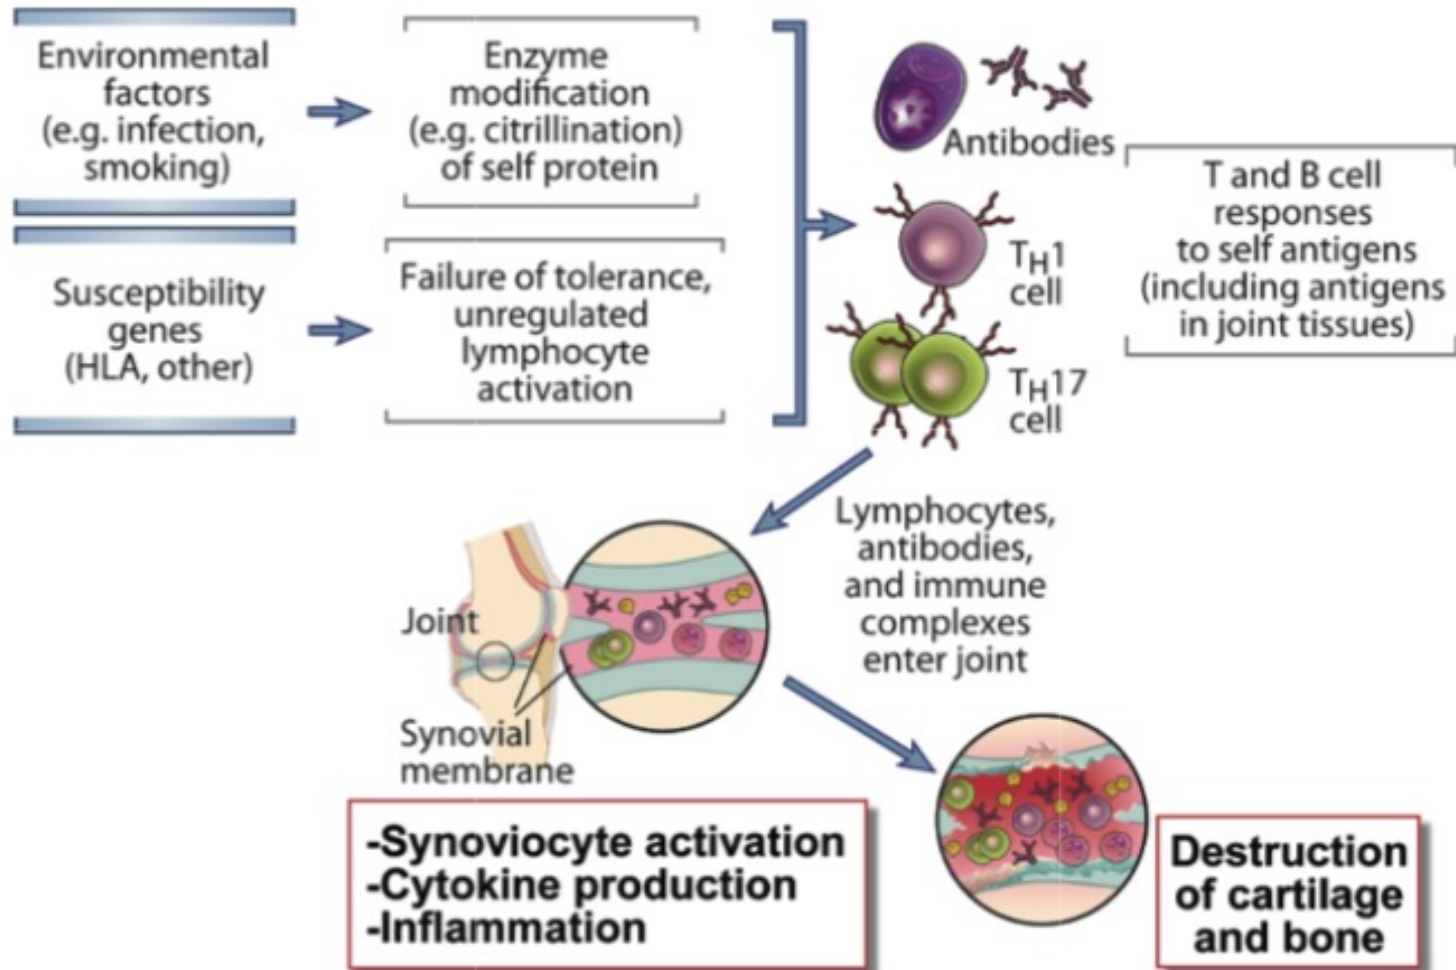 Environmental
factors
(e.g. infection,
smoking)
Enzyme
modification
(e.g. citrillination)
of self protein
Susceptibility
genes
(HLA, other)
Failure of tolerance,
unregulated
lymphocyte
activation
Antibodies
TH1
cell
TH17
cell
T and B cell
responses
to self antigens
(including antigens
in joint tissues)
Lymphocytes,
antibodies,
and immune
complexes
enter joint
Joint
Synovial
membrane
-Synoviocyte activation
-Cytokine production
-Inflammation
Destruction
of cartilage
and bone